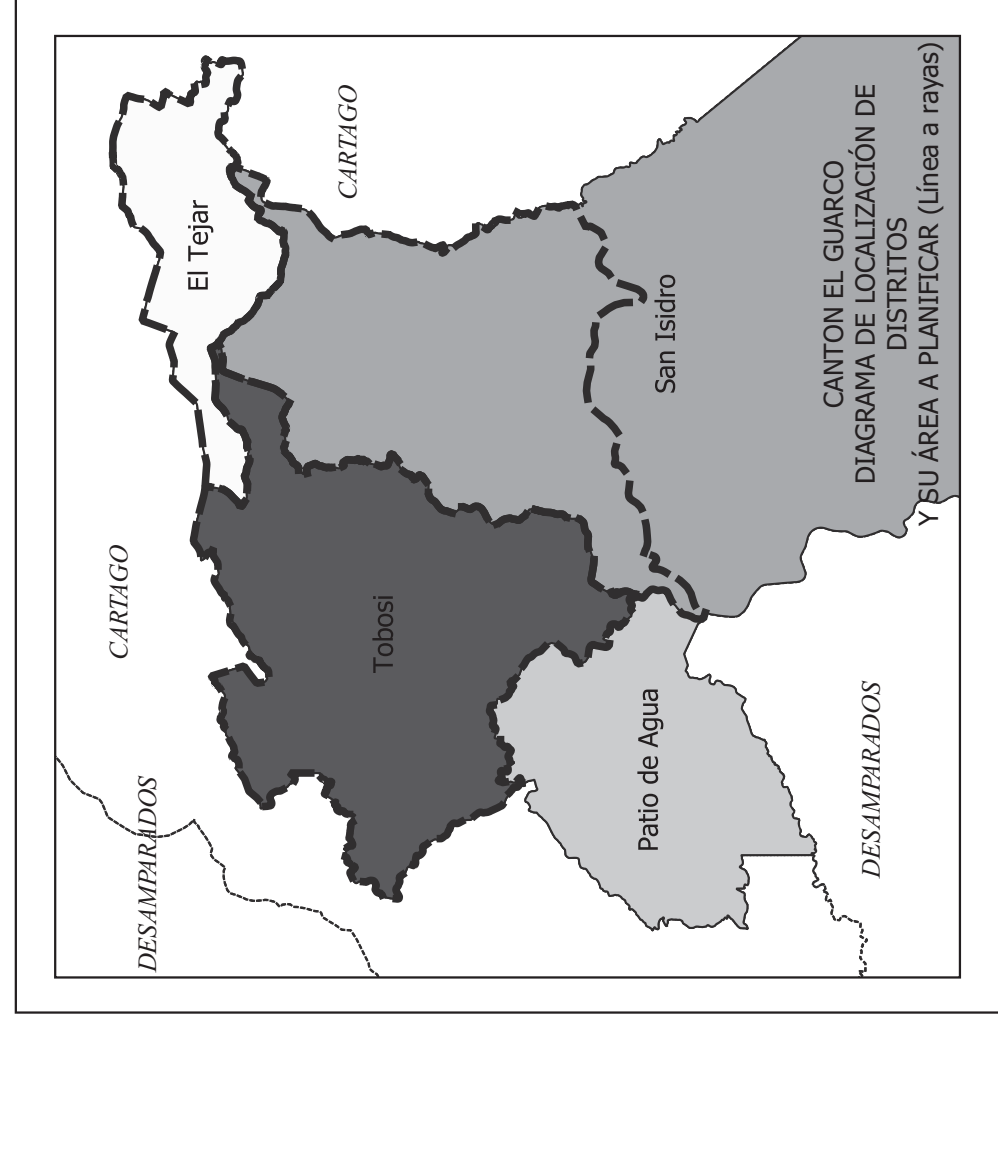 CARTAGO
DESAMPARADOS
El Tejar
CARTAGO
Tobosi
Patio de Agua
San Isidro
DESAMPARADOS
CANTON EL GUARCO
DIAGRAMA DE LOCALIZACIÓN DE
DISTRITOS
Y SU ÁREA A PLANIFICAR (Línea a rayas)